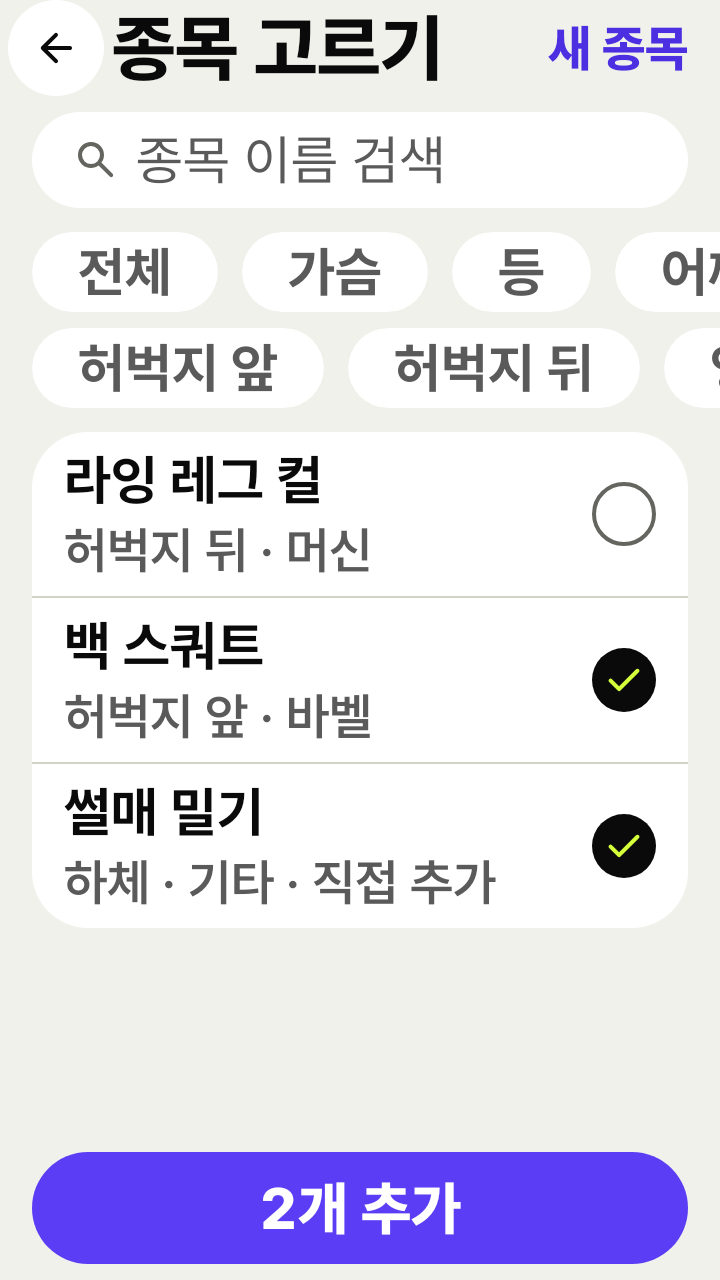 종목 고르기
새 종목
종목 이름 검색
전체 가슴 등
허벅지 앞 허벅지 뒤
라잉 레그 컬
허벅지 뒤 · 머신
백 스쿼트
허벅지 앞 · 바벨
썰매 밀기
하체 · 기타 · 직접 추가
2개 추가